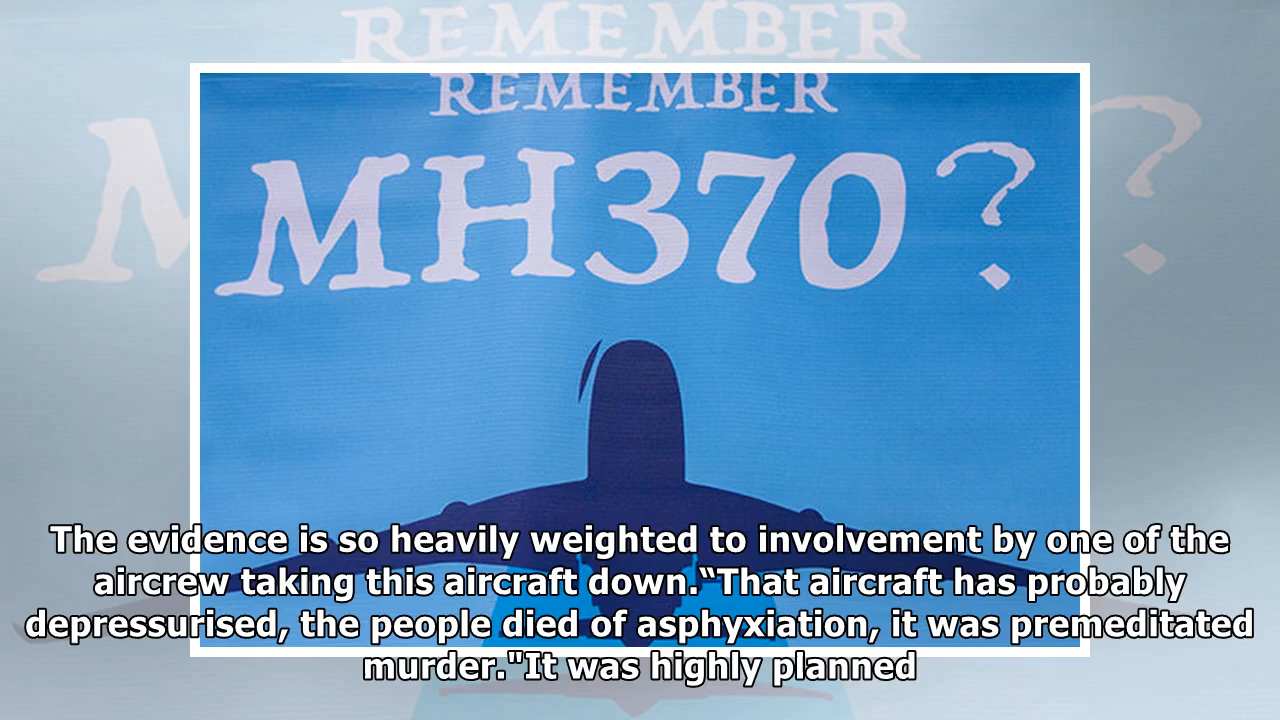 REMEMBER
REMEMBER
MH370?
The evidence is so heavily weighted to involvement by one of the
aircrew taking this aircraft down.“That aircraft has probably
depressurised, the people died of asphyxiation, it was premeditated
murder."It was highly planned